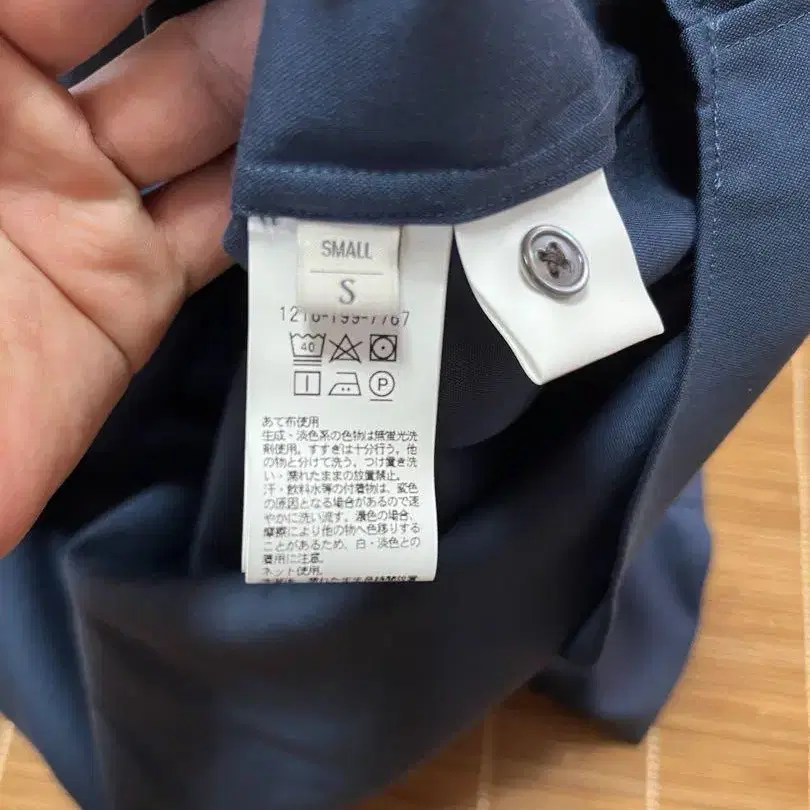 SMALL
S
1216-199-7767
40
P
あて布使用
生成・淡色系の色物は無蛍光洗
剤使用。すすぎは十分行う。他
の物と分けて洗う。つけ置き洗
い・濡れたままの放置禁止。
汗・飲料水等の付着物は、変色
の原因となる場合があるので速
やかに洗い流す。濃色の場合、
摩擦により他の物へ色移りする
ことがあるため、白・淡色との
着用に注意。
ネット使用。